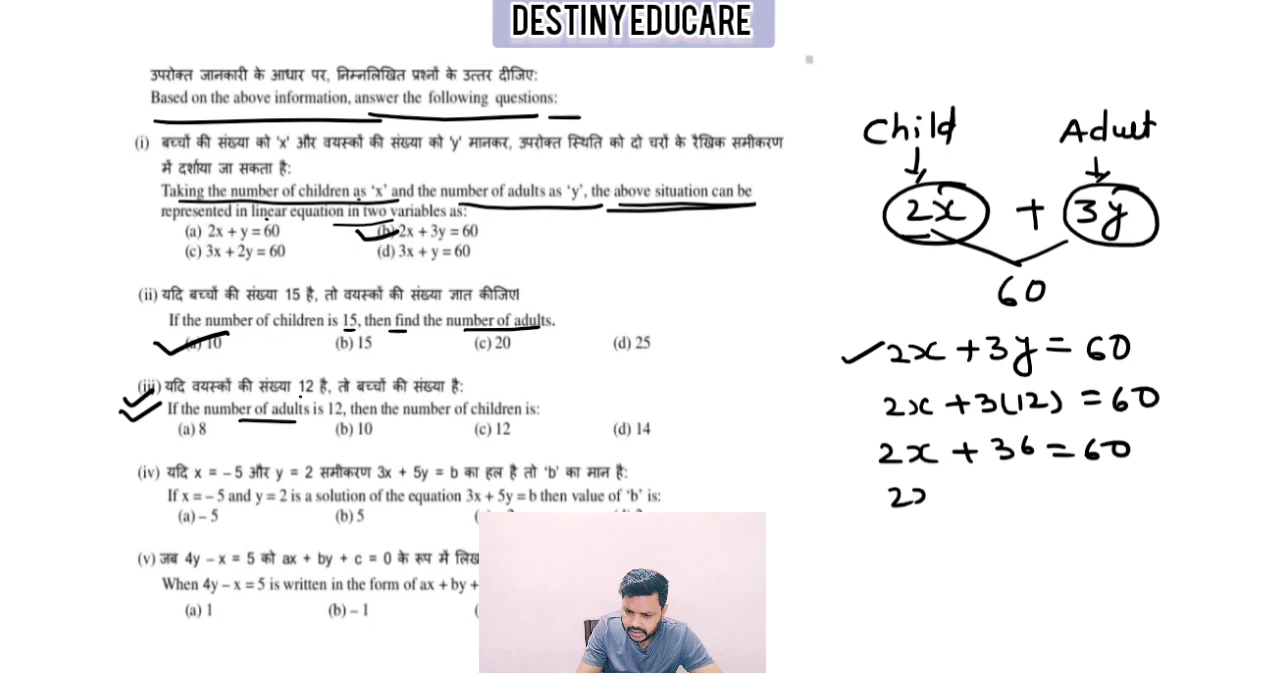 DESTINY EDUCARE
उपरोक्त जानकारी के आधार पर, निम्नलिखित प्रश्नों के उत्तर दीजिए:
Based on the above information, answer the following questions:
(i) बच्चों की संख्या को 'x' और वयस्कों की संख्या को 'y' मानकर, उपरोक्त स्थिति को दो चरों के रैखिक समीकरण
में दर्शाया जा सकता है:
Taking the number of children as 'x' and the number of adults as 'y', the above situation can be
represented in linear equation in two variables as:
(a) 2x + y = 60 (b) 2x + 3y = 60
(c) 3x + 2y = 60 (d) 3x + y = 60
(ii) यदि बच्चों की संख्या 15 है, तो वयस्कों की संख्या ज्ञात कीजिए।
If the number of children is 15, then find the number of adults.
(a) 10 (b) 15 (c) 20 (d) 25
(iii) यदि वयस्कों की संख्या 12 है, तो बच्चों की संख्या है:
If the number of adults is 12, then the number of children is:
(a) 8 (b) 10 (c) 12 (d) 14
(iv) यदि x = – 5 और y = 2 समीकरण 3x + 5y = b का हल है तो 'b' का मान है:
If x = – 5 and y = 2 is a solution of the equation 3x + 5y = b then value of 'b' is:
(a) – 5 (b) 5
(v) जब 4y – x = 5 को ax + by + c = 0 के रूप में
When 4y – x = 5 is written in the form of ax + by +
(a) 1 (b) – 1
Child Adult
2x + 3y
60
2x + 3y = 60
2x + 3(12) = 60
2x + 36 = 60
2x